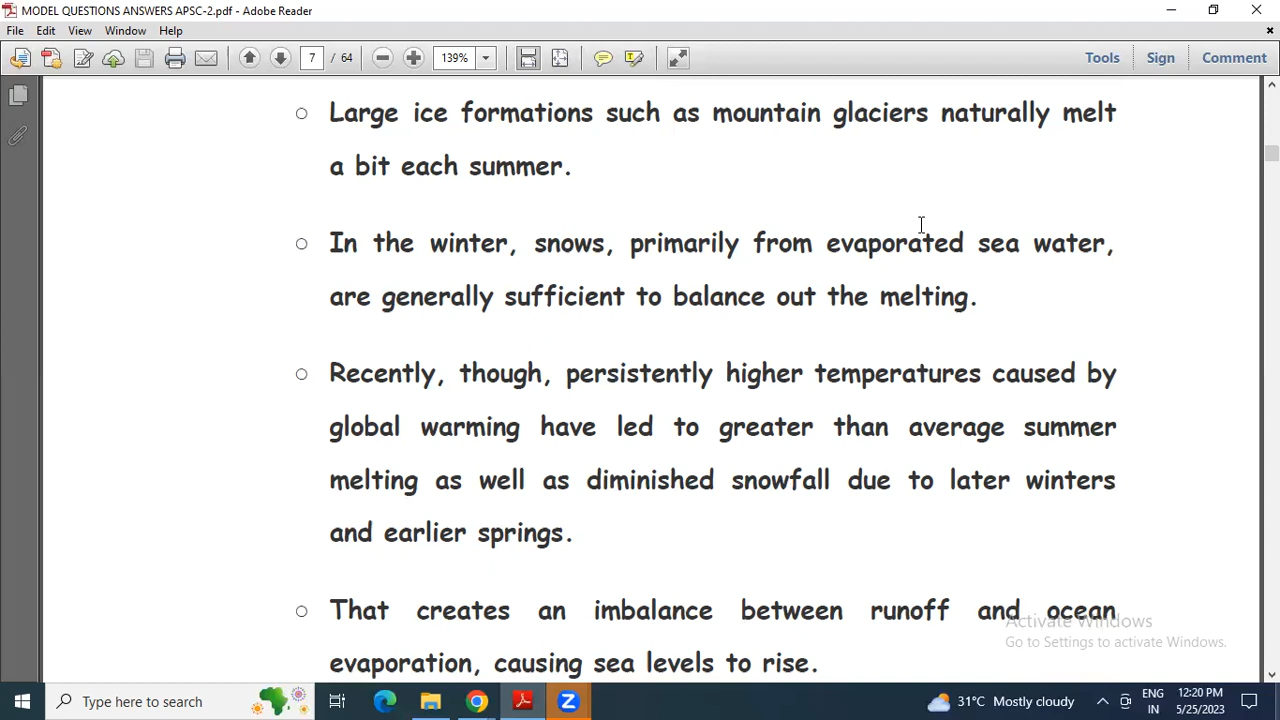 MODEL QUESTIONS ANSWERS APSC-2.pdf - Adobe Reader
File Edit View Window Help
7 / 64 139% Tools Sign Comment
○ Large ice formations such as mountain glaciers naturally melt
a bit each summer.
○ In the winter, snows, primarily from evaporated sea water,
are generally sufficient to balance out the melting.
○ Recently, though, persistently higher temperatures caused by
global warming have led to greater than average summer
melting as well as diminished snowfall due to later winters
and earlier springs.
○ That creates an imbalance between runoff and ocean
evaporation, causing sea levels to rise.
Activate Windows
Go to Settings to activate Windows.
Type here to search
31°C Mostly cloudy
ENG
IN
12:20 PM
5/25/2023